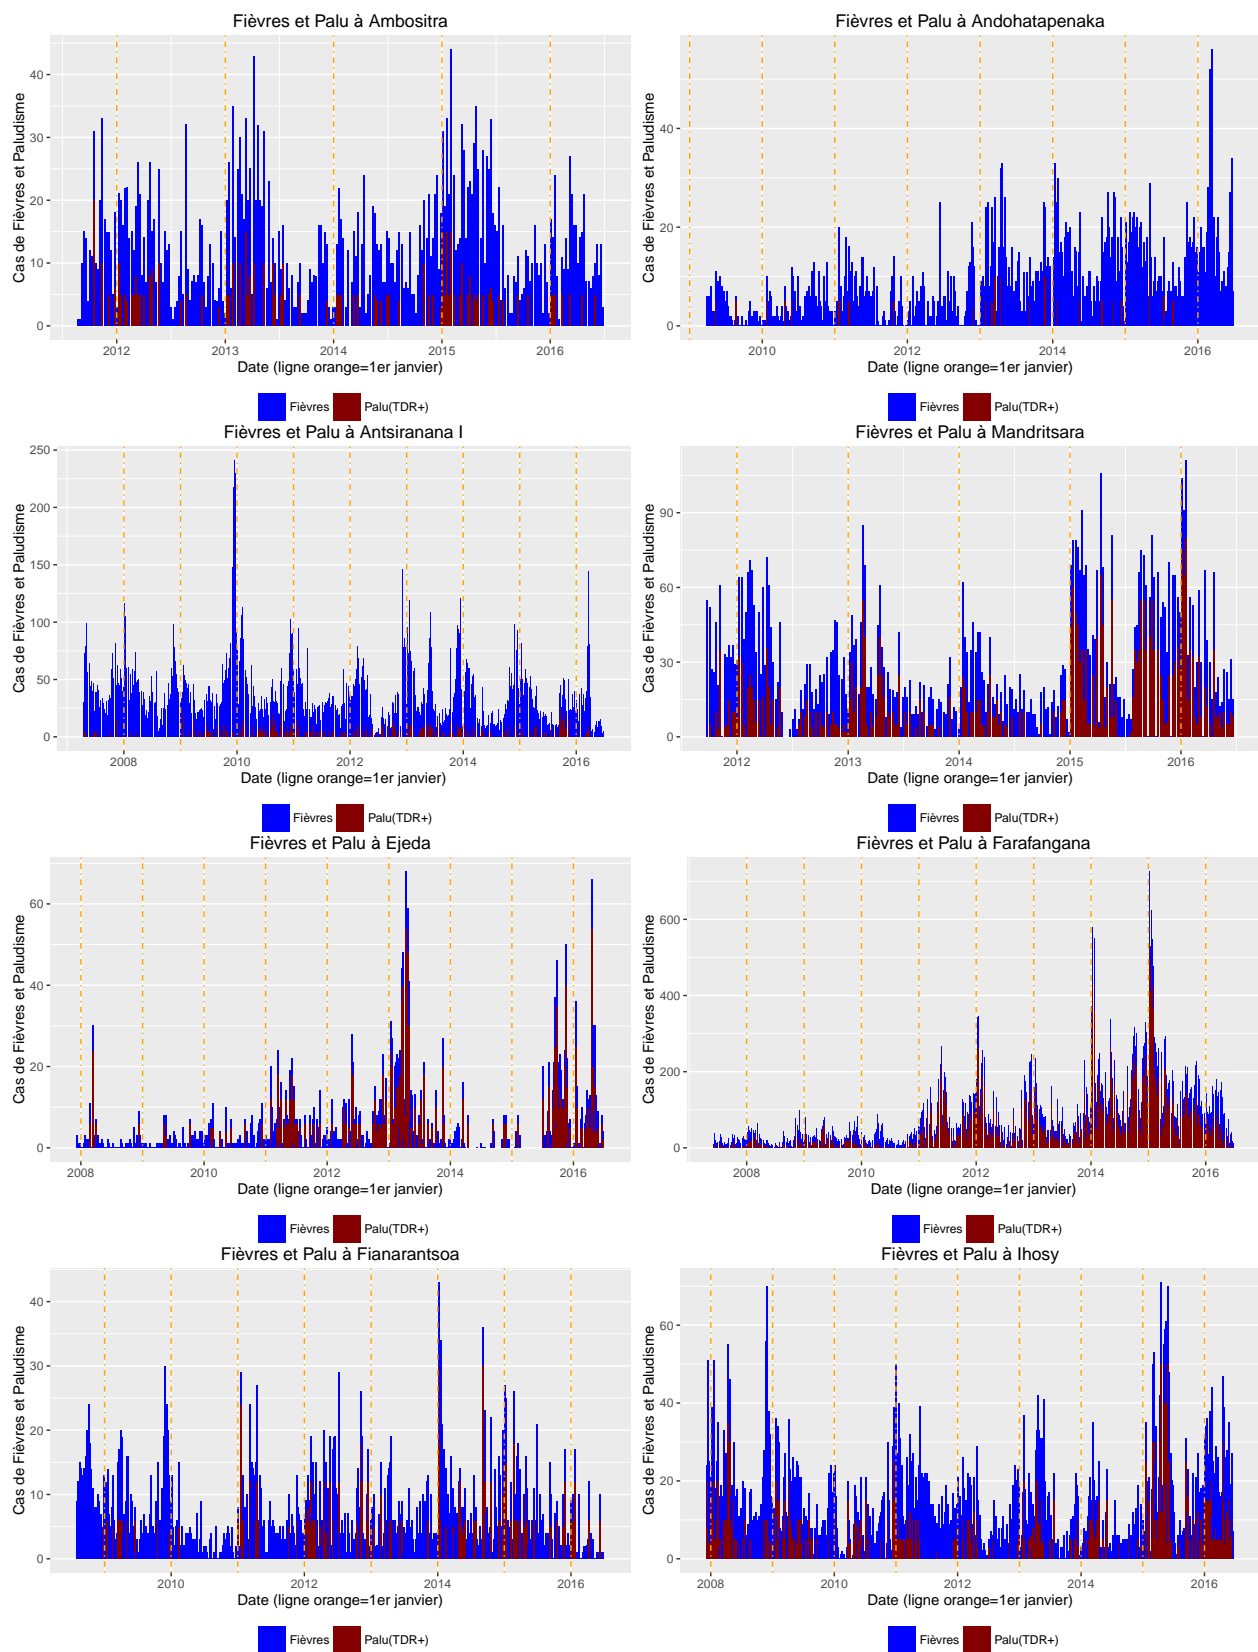 Fièvres et Palu à Ambositra
Cas de Fièvres et Paludisme
40
30
20
10
0
2012 2013 2014 2015 2016
Date (ligne orange=1er janvier)
Fièvres Palu(TDR+)
Fièvres et Palu à Andohatapenaka
Cas de Fièvres et Paludisme
40
20
0
2010 2012 2014 2016
Date (ligne orange=1er janvier)
Fièvres Palu(TDR+)
Fièvres et Palu à Antsiranana I
Cas de Fièvres et Paludisme
250
200
150
100
50
0
2008 2010 2012 2014 2016
Date (ligne orange=1er janvier)
Fièvres Palu(TDR+)
Fièvres et Palu à Mandritsara
Cas de Fièvres et Paludisme
90
60
30
0
2012 2013 2014 2015 2016
Date (ligne orange=1er janvier)
Fièvres Palu(TDR+)
Fièvres et Palu à Ejeda
Cas de Fièvres et Paludisme
60
40
20
0
2008 2010 2012 2014 2016
Date (ligne orange=1er janvier)
Fièvres Palu(TDR+)
Fièvres et Palu à Farafangana
Cas de Fièvres et Paludisme
600
400
200
0
2008 2010 2012 2014 2016
Date (ligne orange=1er janvier)
Fièvres Palu(TDR+)
Fièvres et Palu à Fianarantsoa
Cas de Fièvres et Paludisme
40
30
20
10
0
2010 2012 2014 2016
Date (ligne orange=1er janvier)
Fièvres Palu(TDR+)
Fièvres et Palu à Ihosy
Cas de Fièvres et Paludisme
60
40
20
0
2008 2010 2012 2014 2016
Date (ligne orange=1er janvier)
Fièvres Palu(TDR+)